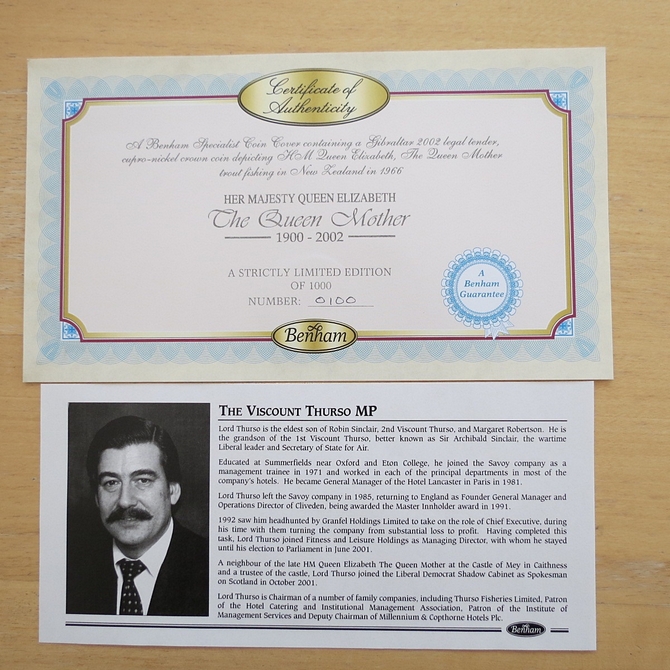 Certificate of
Authenticity
A Benham Specialist Coin Cover containing a Gibraltar 2002 legal tender,
cupro-nickel crown coin depicting HM Queen Elizabeth, The Queen Mother
trout fishing in New Zealand in 1966
HER MAJESTY QUEEN ELIZABETH
The Queen Mother
1900 - 2002
A STRICTLY LIMITED EDITION
OF 1000
NUMBER: 0100
A
Benham
Guarantee
Benham
THE VISCOUNT THURSO MP
Lord Thurso is the eldest son of Robin Sinclair, 2nd Viscount Thurso, and Margaret Robertson. He is
the grandson of the 1st Viscount Thurso, better known as Sir Archibald Sinclair, the wartime
Liberal leader and Secretary of State for Air.
Educated at Summerfields near Oxford and Eton College, he joined the Savoy company as a
management trainee in 1971 and worked in each of the principal departments in most of the
company's hotels. He became General Manager of the Hotel Lancaster in Paris in 1981.
Lord Thurso left the Savoy company in 1985, returning to England as Founder General Manager and
Operations Director of Cliveden, being awarded the Master Innholder award in 1991.
1992 saw him headhunted by Granfel Holdings Limited to take on the role of Chief Executive, during
his time with them turning the company from substantial loss to profit. Having completed this
task, Lord Thurso joined Fitness and Leisure Holdings as Managing Director, with whom he stayed
until his election to Parliament in June 2001.
A neighbour of the late HM Queen Elizabeth The Queen Mother at the Castle of Mey in Caithness
and a trustee of the castle, Lord Thurso joined the Liberal Democrat Shadow Cabinet as Spokesman
on Scotland in October 2001.
Lord Thurso is Chairman of a number of family companies, including Thurso Fisheries Limited, Patron
of the Hotel Catering and Institutional Management Association, Patron of the Institute of
Management Services and Deputy Chairman of Millennium & Copthorne Hotels Plc.
Benham